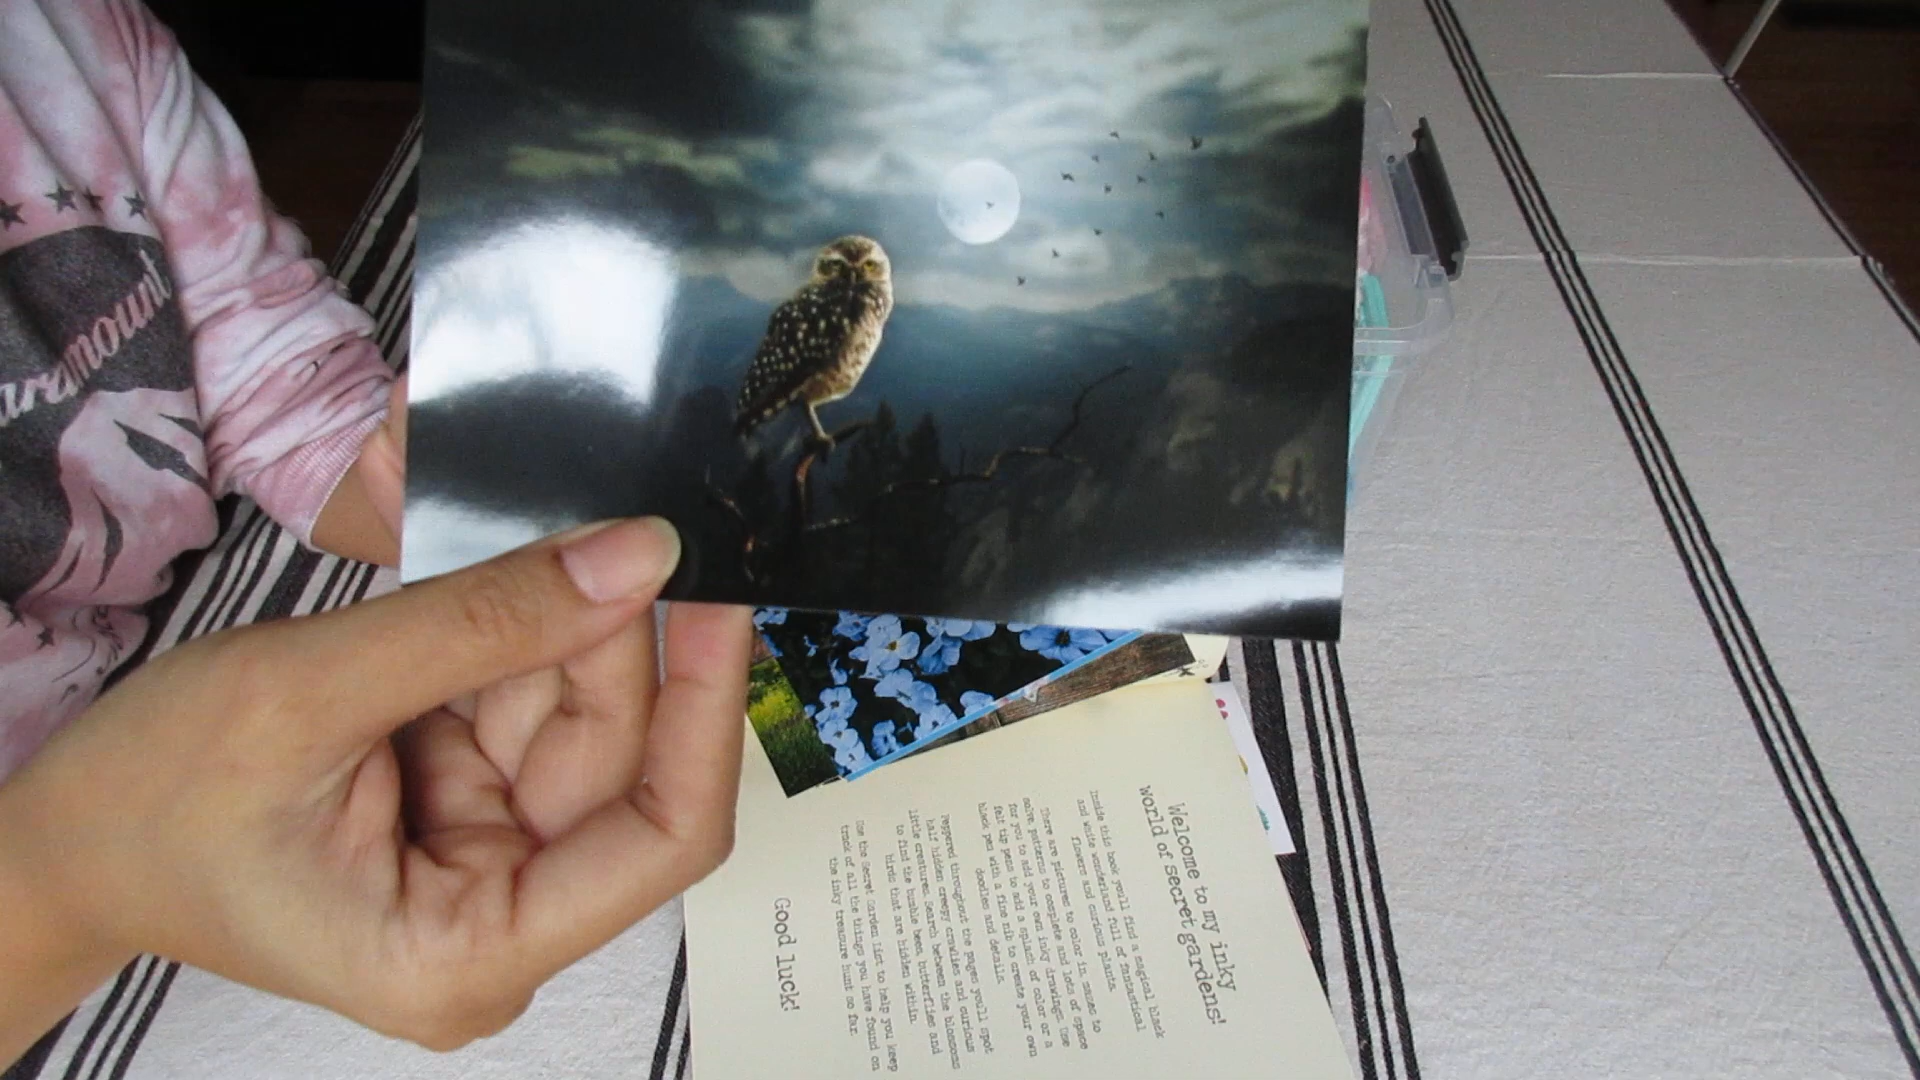 Paramount
Welcome to my inky
world of secret gardens!
Inside this book you'll find a magical black
and white wonderland full of fantastical
flowers and curious plants.
There are pictures to color in, mazes to
solve, patterns to complete and lots of space
for you to add your own inky drawings. Use
felt tip pens to add a splash of color or a
black pen with a fine nib to create your own
doodles and details.
Peppered throughout the pages you'll spot
half hidden creepy crawlies and curious
little creatures. Search between the blossoms
to find the bumble bees, butterflies and
birds that are hidden within.
Use the Secret Garden List to help you keep
track of all the things you have found on
the inky treasure hunt so far.
Good luck!